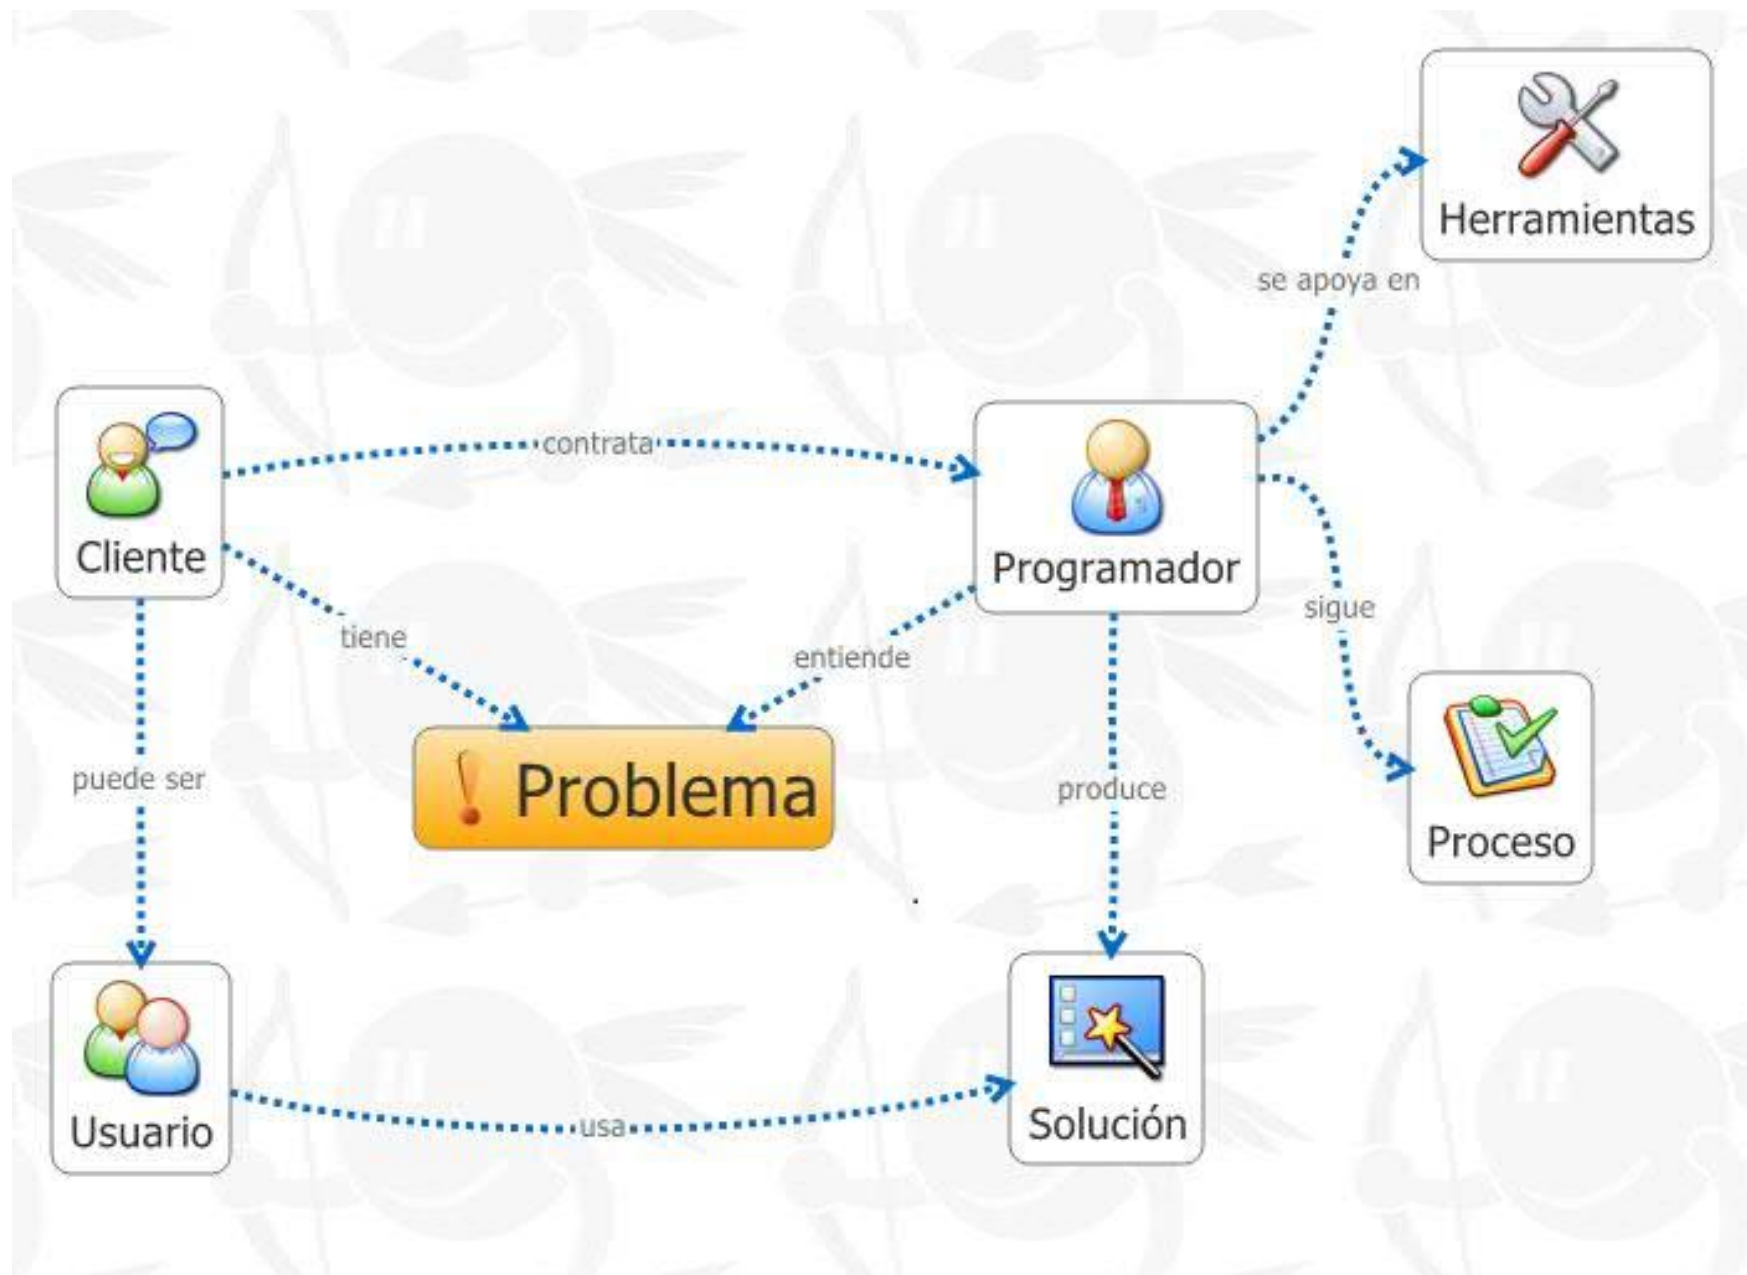 Herramientas
se apoya en
contrata
Cliente
Programador
sigue
tiene
entiende
puede ser
Problema
produce
Proceso
Usuario
usa
Solución